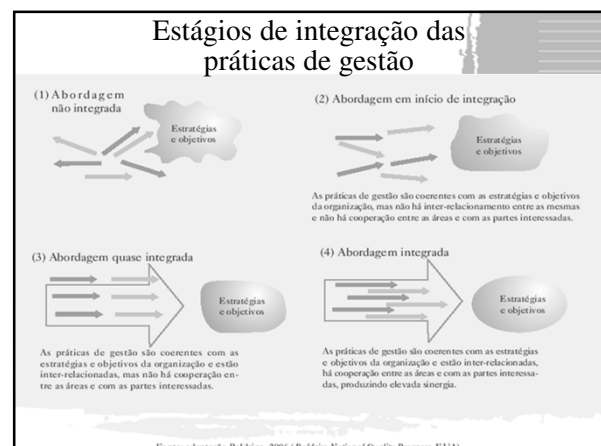 Estágios de integração das
práticas de gestão
(1) Abordagem
não integrada
Estratégias
e objetivos
(2) Abordagem em início de integração
Estratégias
e objetivos
As práticas de gestão são coerentes com as estratégias e objetivos
da organização, mas não há inter-relacionamento entre as mesmas
e não há cooperação entre as áreas e com as partes interessadas.
(3) Abordagem quase integrada
Estratégias
e objetivos
As práticas de gestão são coerentes com as
estratégias e objetivos da organização e estão
inter-relacionadas, mas não há cooperação en-
tre as áreas e com as partes interessadas.
(4) Abordagem integrada
Estratégias
e objetivos
As práticas de gestão são coerentes com as estratégias
e objetivos da organização e estão inter-relacionadas,
há cooperação entre as áreas e com as partes interessa-
das, produzindo elevada sinergia.